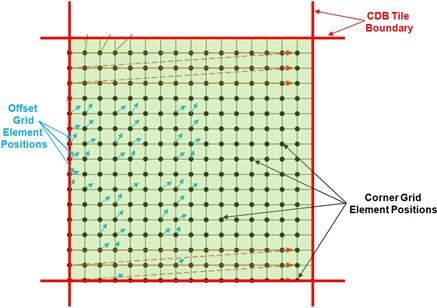 CDB Tile
Boundary
Offset
Grid
Element
Positions
Corner Grid
Element Positions